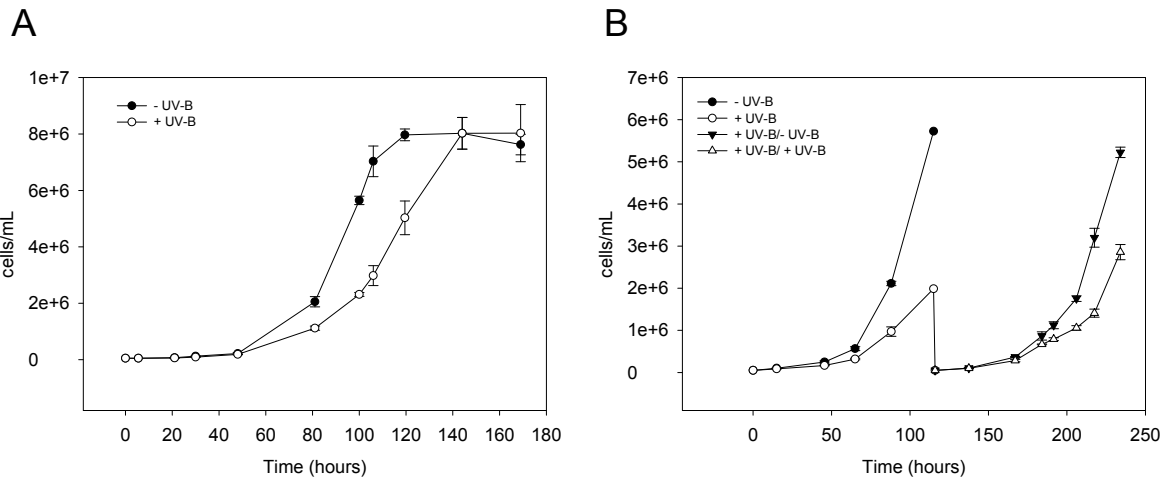 A
B
1e+7
8e+6
6e+6
4e+6
2e+6
0
cells/mL
- UV-B
+ UV-B
0 20 40 60 80 100 120 140 160 180
Time (hours)
7e+6
6e+6
5e+6
4e+6
3e+6
2e+6
1e+6
0
cells/mL
- UV-B
+ UV-B
+ UV-B/- UV-B
+ UV-B/ + UV-B
0 50 100 150 200 250
Time (hours)